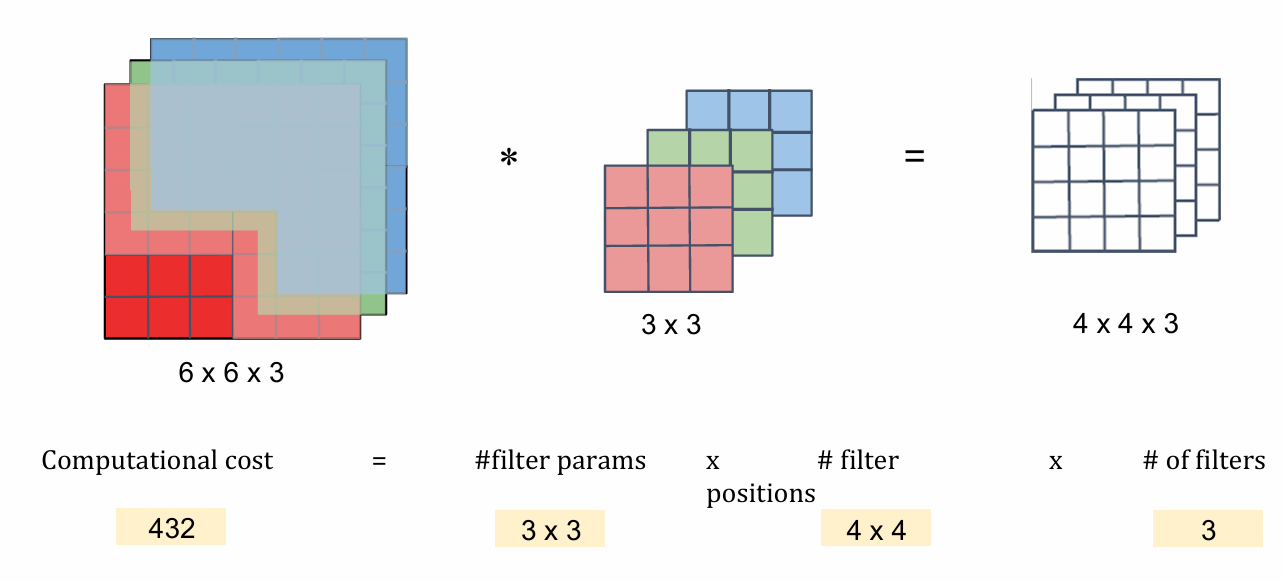 *
=
3 x 3
4 x 4 x 3
6 x 6 x 3
Computational cost = #filter params x # filter x # of filters
positions
432 3 x 3 4 x 4 3